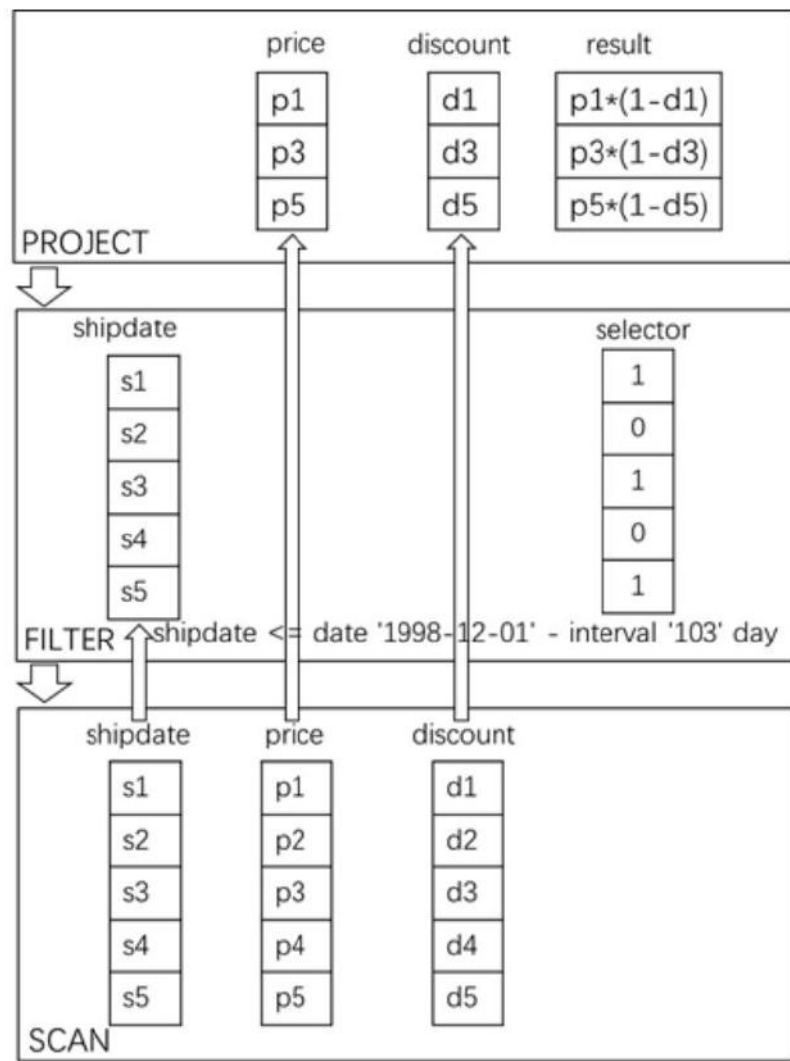 price discount result
p1 d1 p1*(1-d1)
p3 d3 p3*(1-d3)
p5 d5 p5*(1-d5)
PROJECT
shipdate selector
s1 1
s2 0
s3 1
s4 0
s5 1
FILTER shipdate <= date '1998-12-01' - interval '103' day
shipdate price discount
s1 p1 d1
s2 p2 d2
s3 p3 d3
s4 p4 d4
s5 p5 d5
SCAN